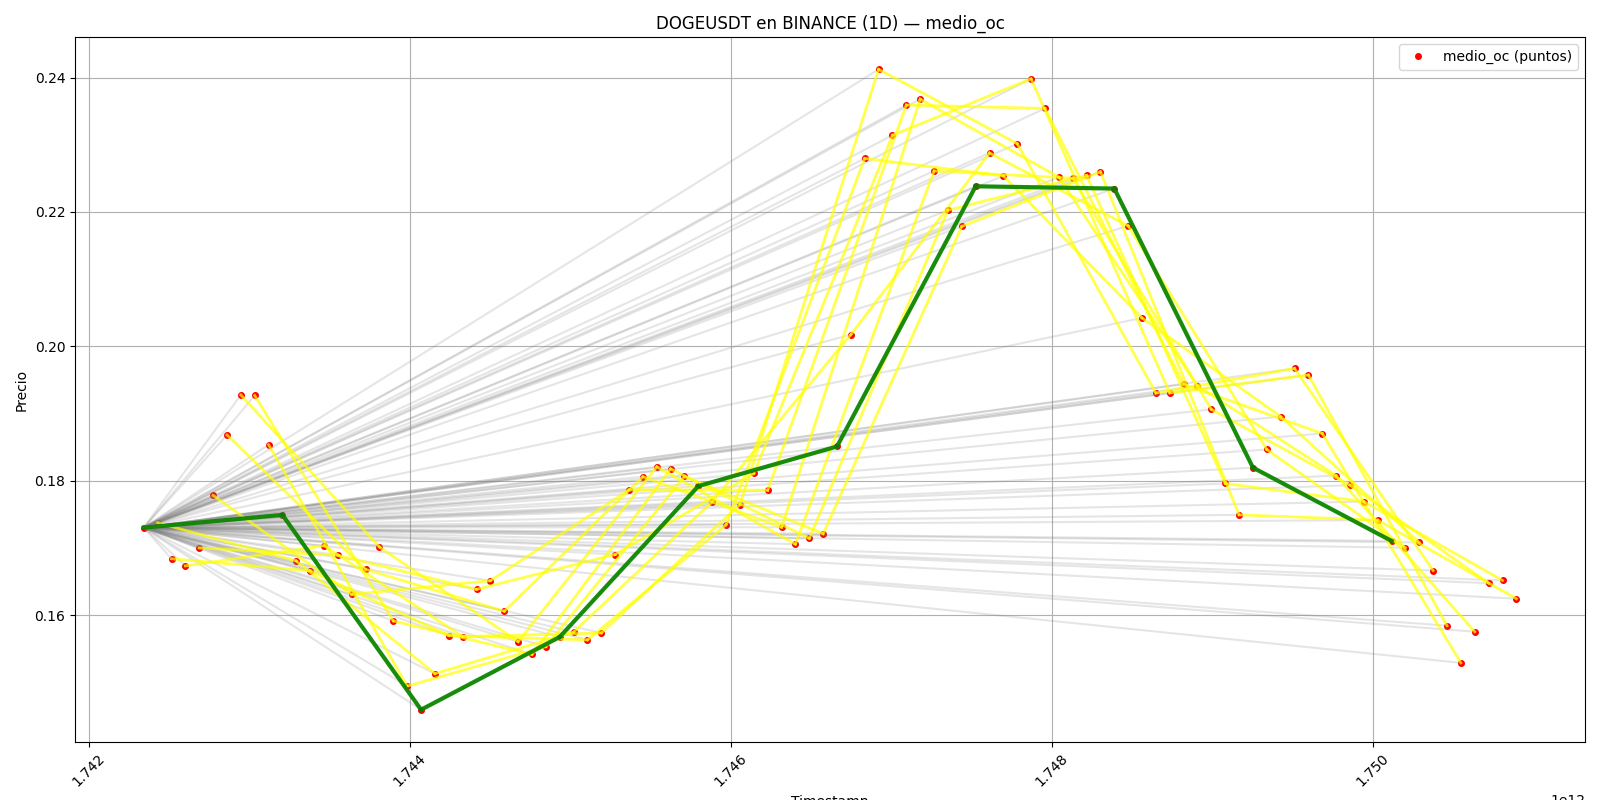 DOGEUSDT en BINANCE (1D) — medio_oc
medio_oc (puntos)
Precio
0.24
0.22
0.20
0.18
0.16
1.742
1.744
1.746
1.748
1.750
Timestamp
1e12